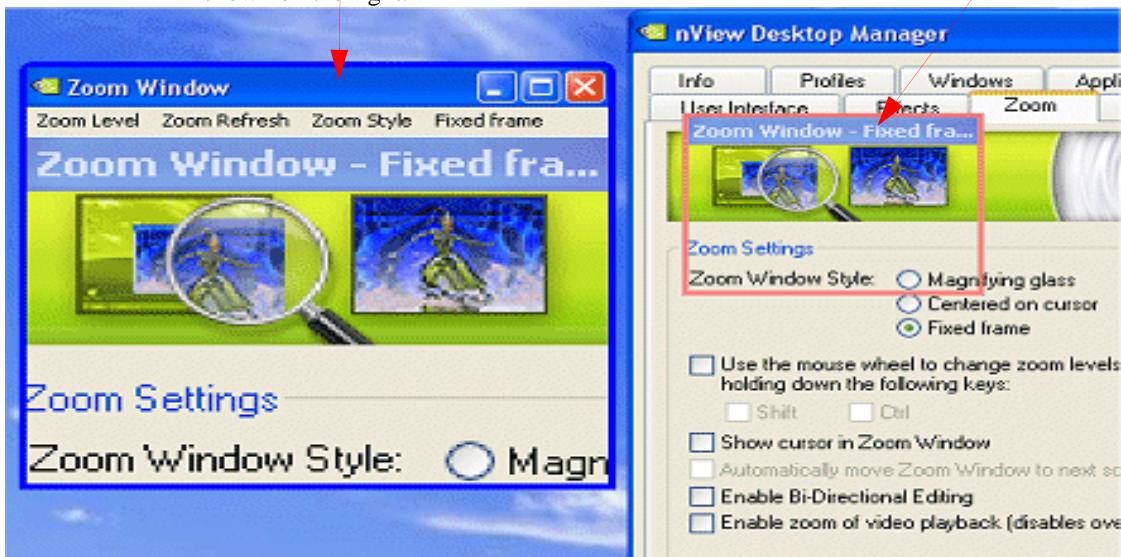 Zoom Window
Zoom Level Zoom Refresh Zoom Style Fixed frame
Zoom Window - Fixed fra...
Zoom Settings
Zoom Window Style: Magn
nView Desktop Manager
Info Profiles Windows Appli
User Interface Effects Zoom
Zoom Window - Fixed fra...
Zoom Settings
Zoom Window Style: Magnifying glass
Centered on cursor
Fixed frame
Use the mouse wheel to change zoom levels
holding down the following keys:
Shift Ctrl
Show cursor in Zoom Window
Automatically move Zoom Window to next sc
Enable Bi-Directional Editing
Enable zoom of video playback (disables ove